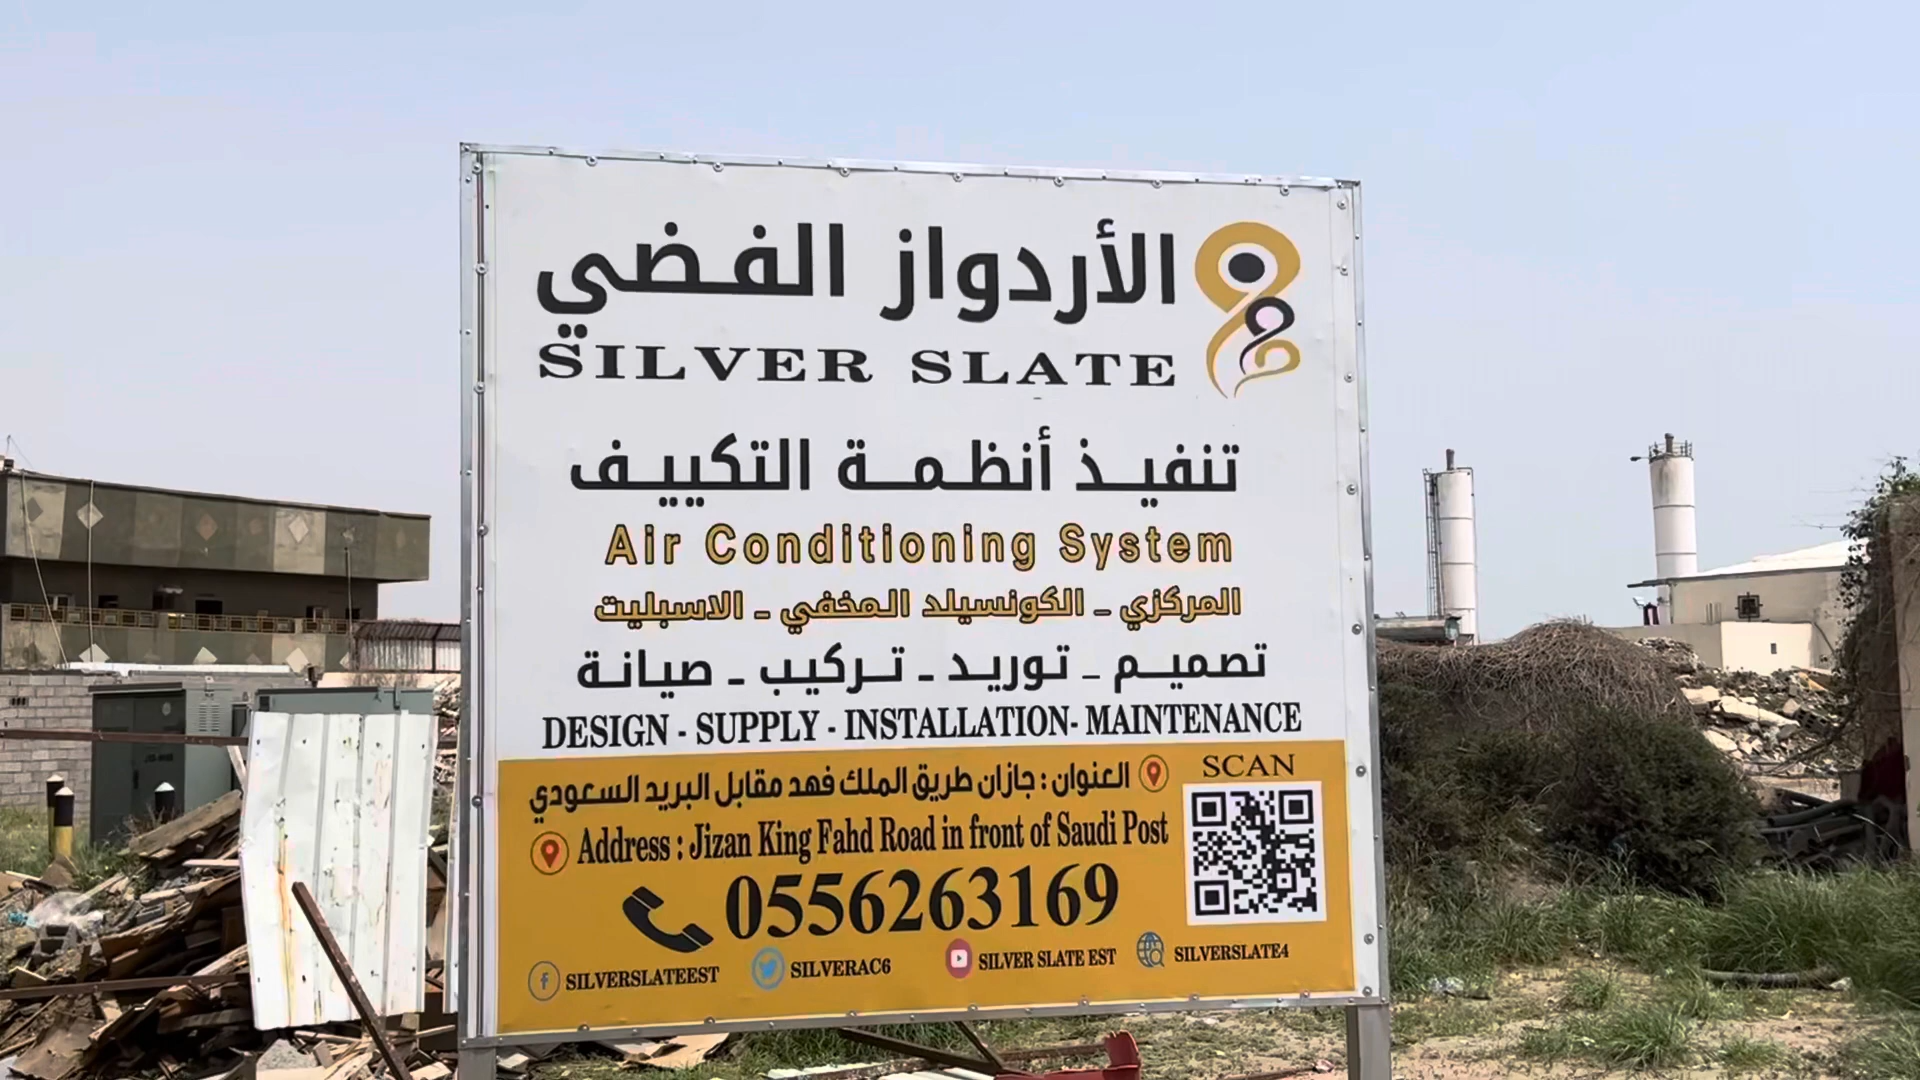 الأردواز الفضي
SILVER SLATE
تنفيذ أنظمة التكييف
Air Conditioning System
المركزي - الكونسيلد المخفي - الاسبليت
تصميم - توريد - تركيب - صيانة
DESIGN - SUPPLY - INSTALLATION- MAINTENANCE
العنوان : جازان طريق الملك فهد مقابل البريد السعودي
SCAN
Address : Jizan King Fahd Road in front of Saudi Post
0556263169
SILVERSLATEEST SILVERAC6 SILVER SLATE EST SILVERSLATE4